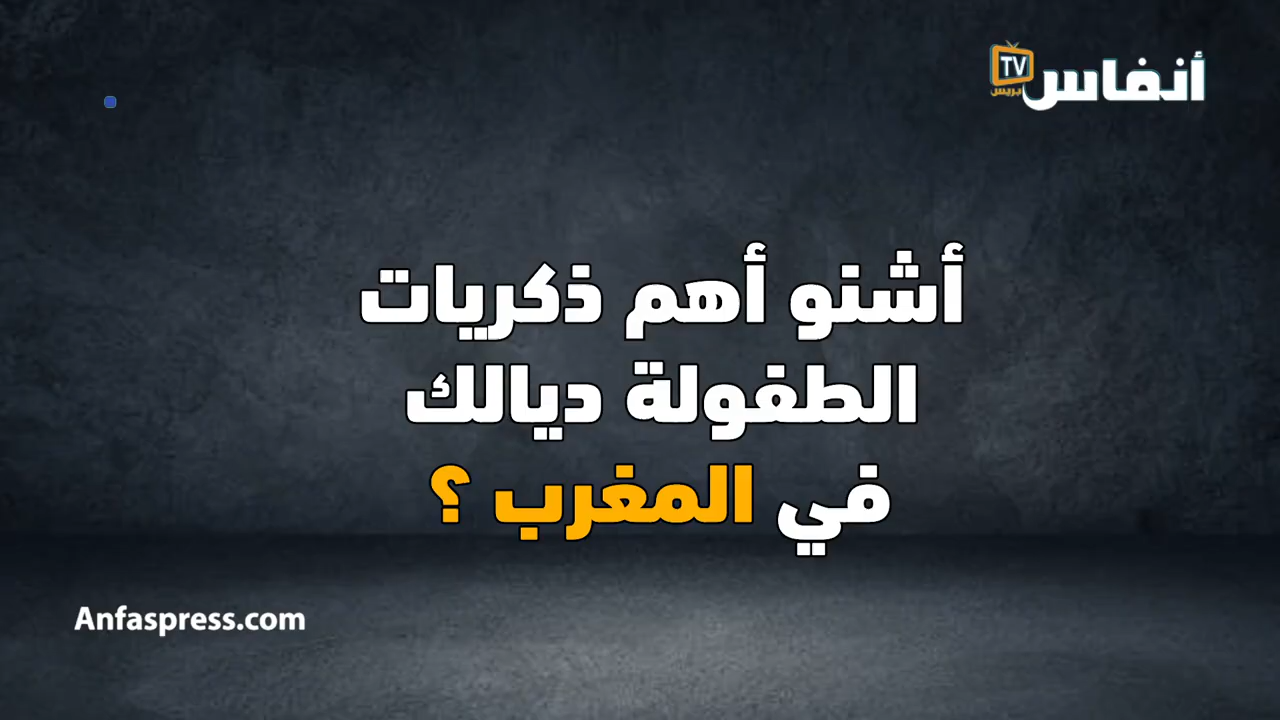 أنفاس
TV
بريس
أشنو أهم ذكريات
الطفولة ديالك
في المغرب ؟
Anfaspress.com